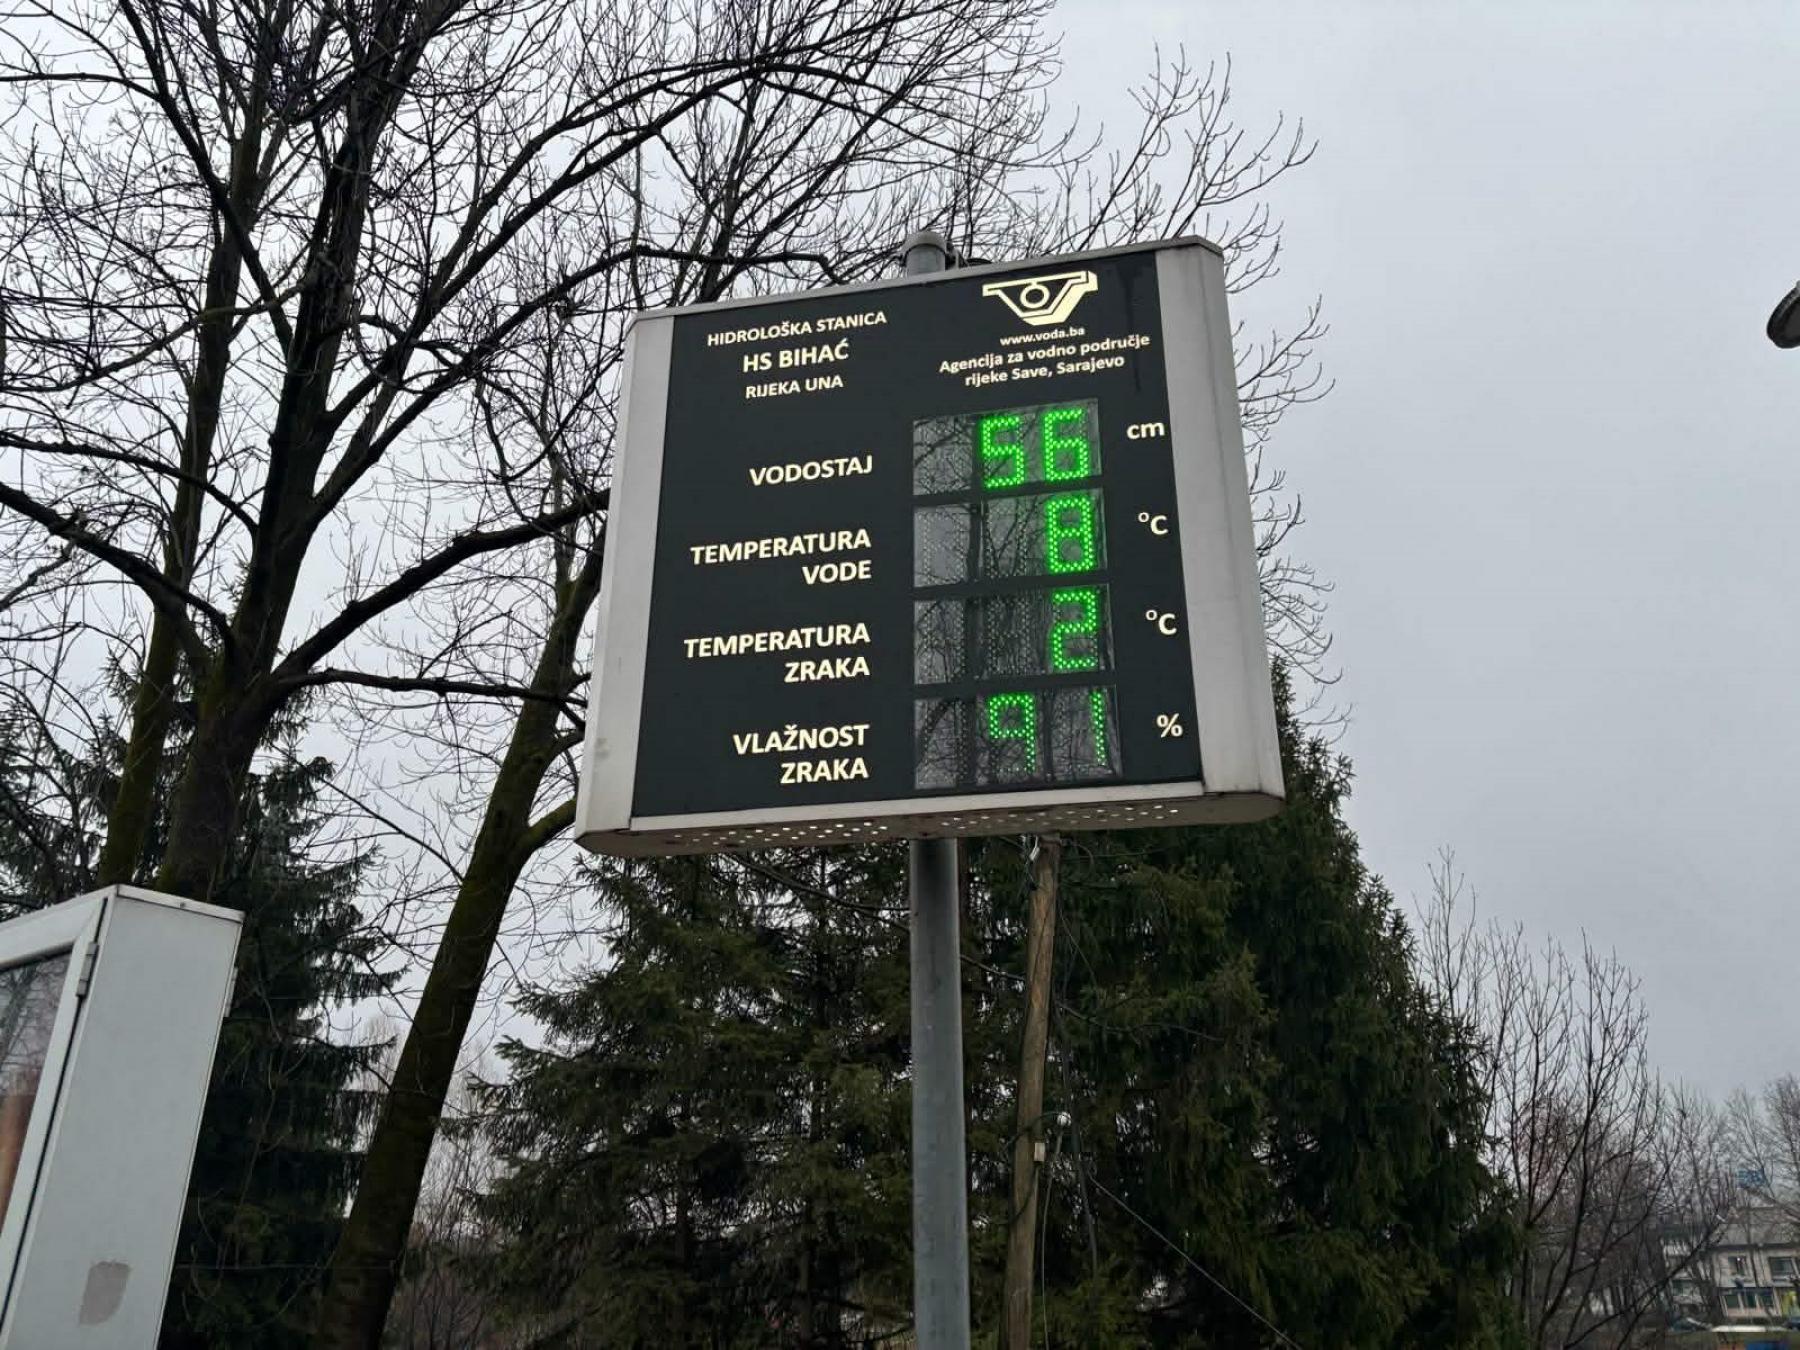 HIDROLOŠKA STANICA
HS BIHAĆ
RIJEKA UNA
www.voda.ba
Agencija za vodno područje
rijeke Save, Sarajevo
VODOSTAJ 56 cm
TEMPERATURA
VODE 8 °C
TEMPERATURA
ZRAKA 2 °C
VLAŽNOST
ZRAKA 91 %